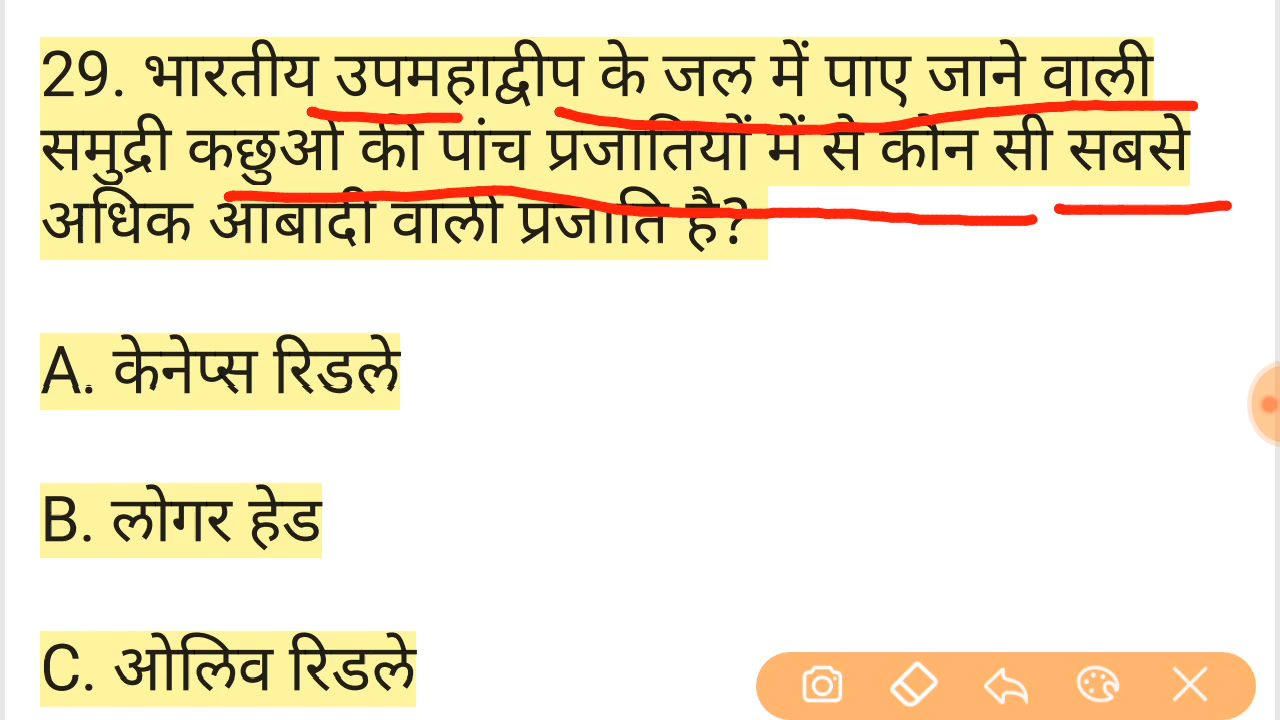 29. भारतीय उपमहाद्वीप के जल में पाए जाने वाली
समुद्री कछुओं की पांच प्रजातियों में से कौन सी सबसे
अधिक आबादी वाली प्रजाति है?
A. केनेप्स रिडले
B. लोगर हेड
C. ओलिव रिडले